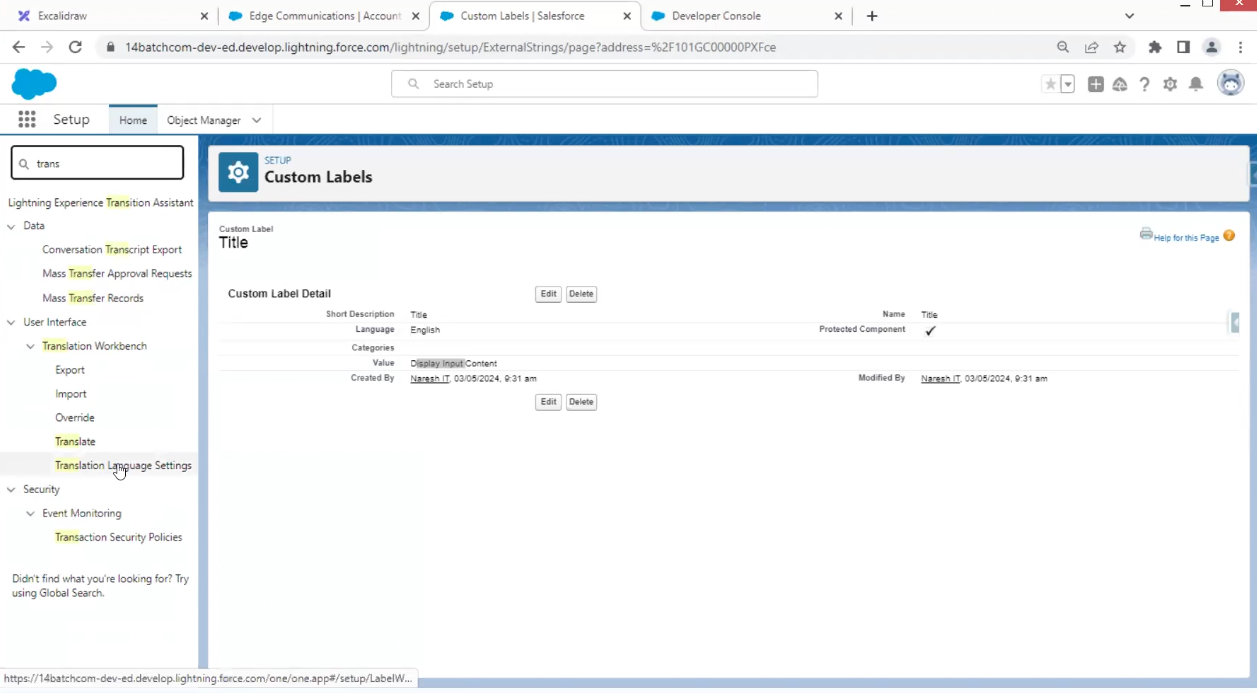 Excalidraw
Edge Communications | Account
Custom Labels | Salesforce
Developer Console
14batchcom-dev-ed.develop.lightning.force.com/lightning/setup/ExternalStrings/page?address=%2F101GC00000PXFce
Search Setup
Setup
Home
Object Manager
trans
Lightning Experience Transition Assistant
Data
Conversation Transcript Export
Mass Transfer Approval Requests
Mass Transfer Records
User Interface
Translation Workbench
Export
Import
Override
Translate
Translation Language Settings
Security
Event Monitoring
Transaction Security Policies
Didn't find what you're looking for? Try
using Global Search.
SETUP
Custom Labels
Custom Label
Title
Help for this Page
Custom Label Detail
Edit
Delete
Short Description Title Name Title
Language English Protected Component
Categories
Value Display Input Content
Created By Naresh IT, 03/05/2024, 9:31 am Modified By Naresh IT, 03/05/2024, 9:31 am
Edit
Delete
https://14batchcom-dev-ed.develop.lightning.force.com/one/one.app#/setup/LabelW...